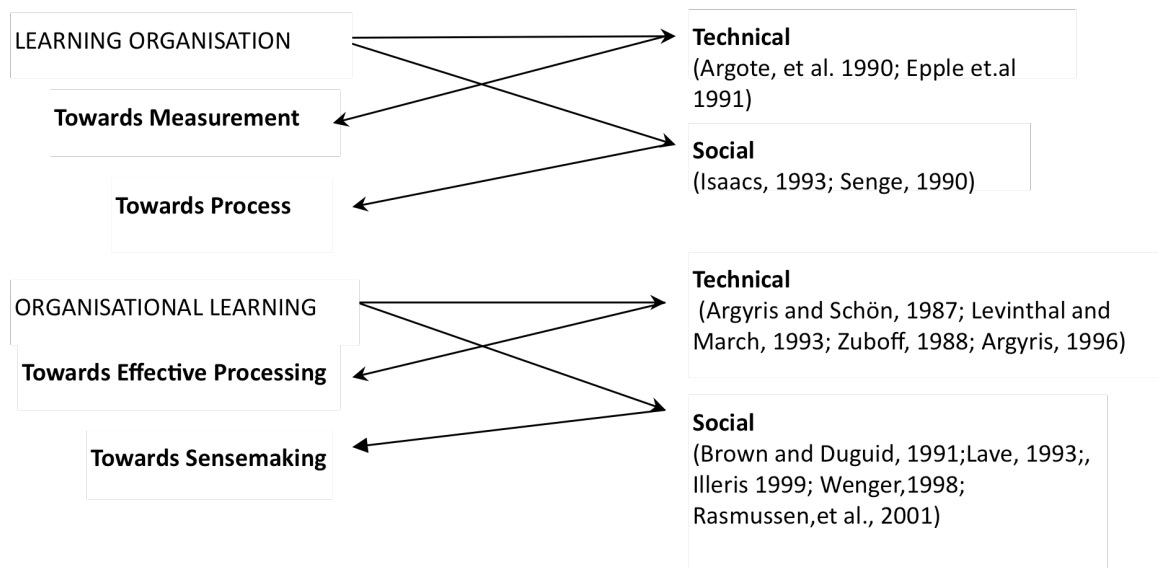 LEARNING ORGANISATION
Towards Measurement
Towards Process
Technical
(Argote, et al. 1990; Epple et.al
1991)
Social
(Isaacs, 1993; Senge, 1990)
ORGANISATIONAL LEARNING
Towards Effective Processing
Towards Sensemaking
Technical
(Argyris and Schön, 1987; Levinthal and
March, 1993; Zuboff, 1988; Argyris, 1996)
Social
(Brown and Duguid, 1991;Lave, 1993;,
Illeris 1999; Wenger,1998;
Rasmussen,et al., 2001)